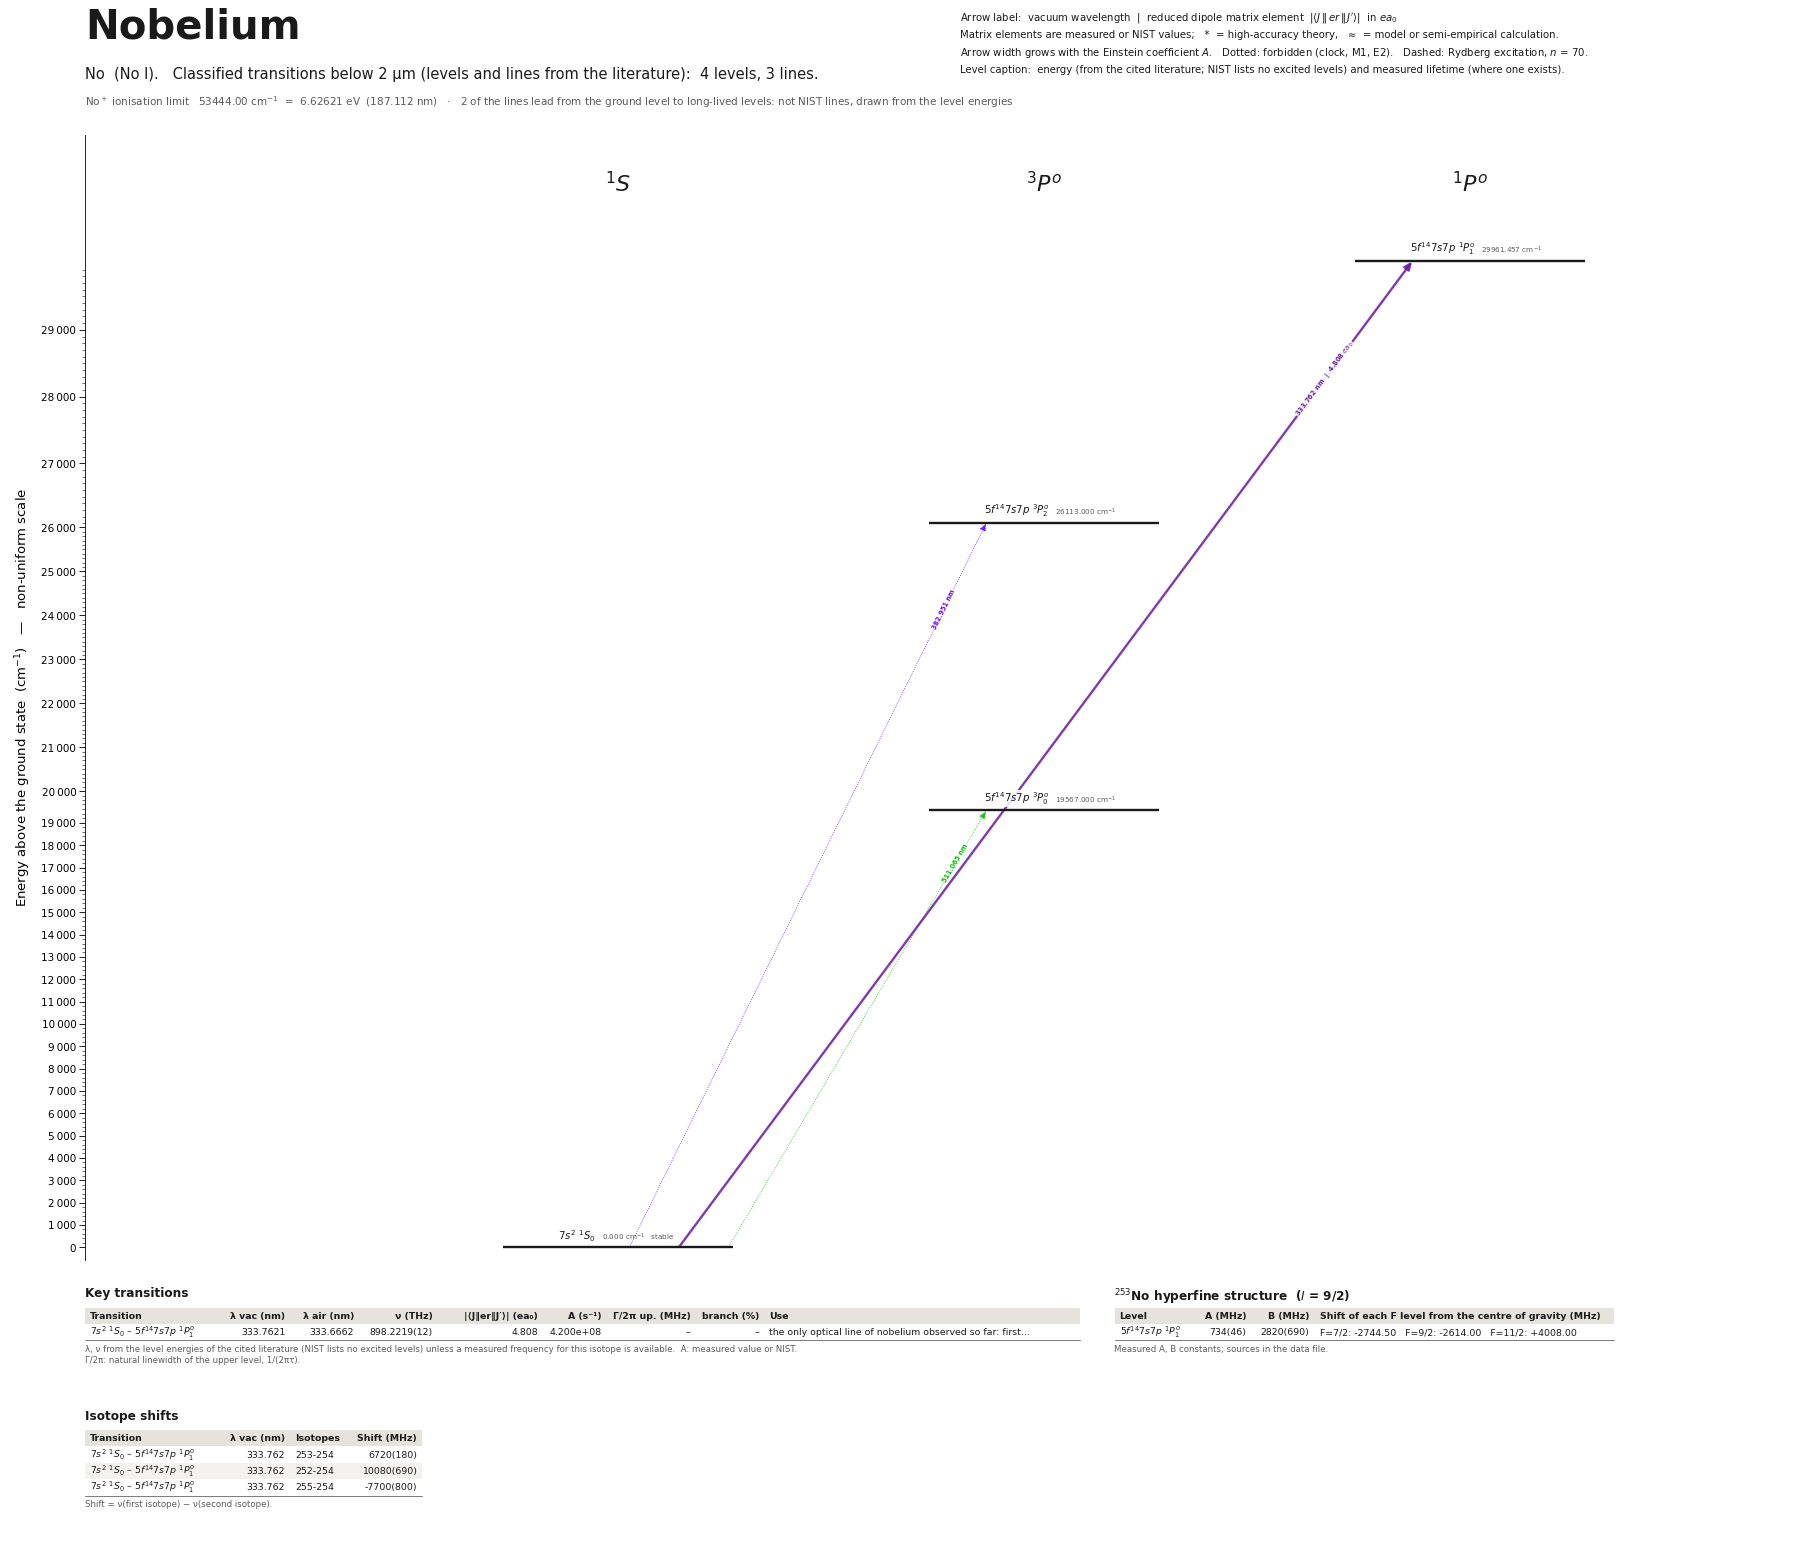 Nobelium
No (No I). Classified transitions below 2 µm (levels and lines from the literature): 4 levels, 3 lines.
No⁺ ionisation limit 53444.00 cm⁻¹ = 6.62621 eV (187.112 nm) · 2 of the lines lead from the ground level to long-lived levels: not NIST lines, drawn from the level energies
Arrow label: vacuum wavelength | reduced dipole matrix element |⟨J ‖ er ‖ J′⟩| in ea₀
Matrix elements are measured or NIST values; * = high-accuracy theory, ≈ = model or semi-empirical calculation.
Arrow width grows with the Einstein coefficient A. Dotted: forbidden (clock, M1, E2). Dashed: Rydberg excitation, n = 70.
Level caption: energy (from the cited literature; NIST lists no excited levels) and measured lifetime (where one exists).
¹S
³Pᵒ
¹Pᵒ
5f¹⁴7s7p ¹P₁ᵒ 29961.457 cm⁻¹
29 000
333.762 nm | 4.808 ea₀
28 000
27 000
5f¹⁴7s7p ³P₂ᵒ 26113.000 cm⁻¹
26 000
25 000
382.951 nm
24 000
23 000
22 000
21 000
20 000
5f¹⁴7s7p ³P₀ᵒ 19567.000 cm⁻¹
19 000
18 000
511.065 nm
17 000
16 000
15 000
14 000
13 000
12 000
11 000
10 000
9 000
8 000
7 000
6 000
5 000
4 000
3 000
2 000
1 000
7s² ¹S₀ 0.000 cm⁻¹ stable
0
Energy above the ground state (cm⁻¹) — non-uniform scale
Key transitions
Transition λ vac (nm) λ air (nm) ν (THz) |⟨J‖er‖J′⟩| (ea₀) A (s⁻¹) Γ/2π up. (MHz) branch (%) Use
7s² ¹S₀ – 5f¹⁴7s7p ¹P₁ᵒ 333.7621 333.6662 898.2219(12) 4.808 4.200e+08 – – the only optical line of nobelium observed so far: first…
λ, ν from the level energies of the cited literature (NIST lists no excited levels) unless a measured frequency for this isotope is available. A: measured value or NIST.
Γ/2π: natural linewidth of the upper level, 1/(2πτ).
²⁵³No hyperfine structure (I = 9/2)
Level A (MHz) B (MHz) Shift of each F level from the centre of gravity (MHz)
5f¹⁴7s7p ¹P₁ᵒ 734(46) 2820(690) F=7/2: -2744.50 F=9/2: -2614.00 F=11/2: +4008.00
Measured A, B constants; sources in the data file.
Isotope shifts
Transition λ vac (nm) Isotopes Shift (MHz)
7s² ¹S₀ – 5f¹⁴7s7p ¹P₁ᵒ 333.762 253-254 6720(180)
7s² ¹S₀ – 5f¹⁴7s7p ¹P₁ᵒ 333.762 252-254 10080(690)
7s² ¹S₀ – 5f¹⁴7s7p ¹P₁ᵒ 333.762 255-254 -7700(800)
Shift = ν(first isotope) − ν(second isotope).